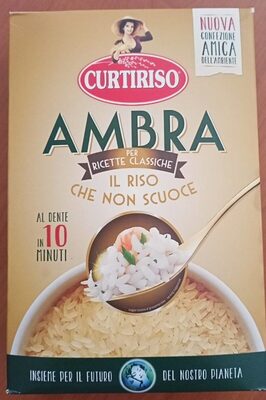 NUOVA
CONFEZIONE
AMICA
DELL'AMBIENTE
CURTIRISO®
AMBRA
PER
RICETTE CLASSICHE
IL RISO
CHE NON SCUOCE
AL DENTE
IN 10
MINUTI
INSIEME PER IL FUTURO DEL NOSTRO PIANETA